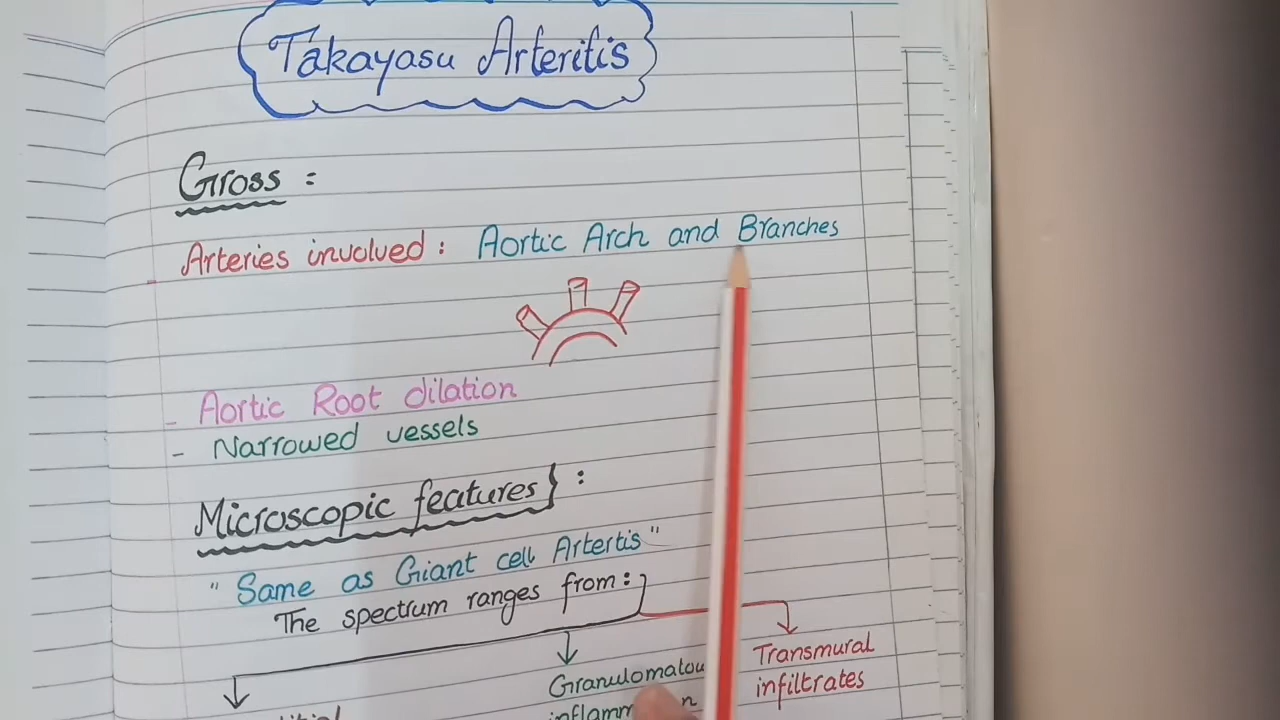 Takayasu Arteritis
Gross :
- Arteries involved : Aortic Arch and Branches
- Aortic Root dilation
- Narrowed vessels
Microscopic features} :
" Same as Giant cell Artertis "
The spectrum ranges from :
Granulomatou
Transmural
infiltrates